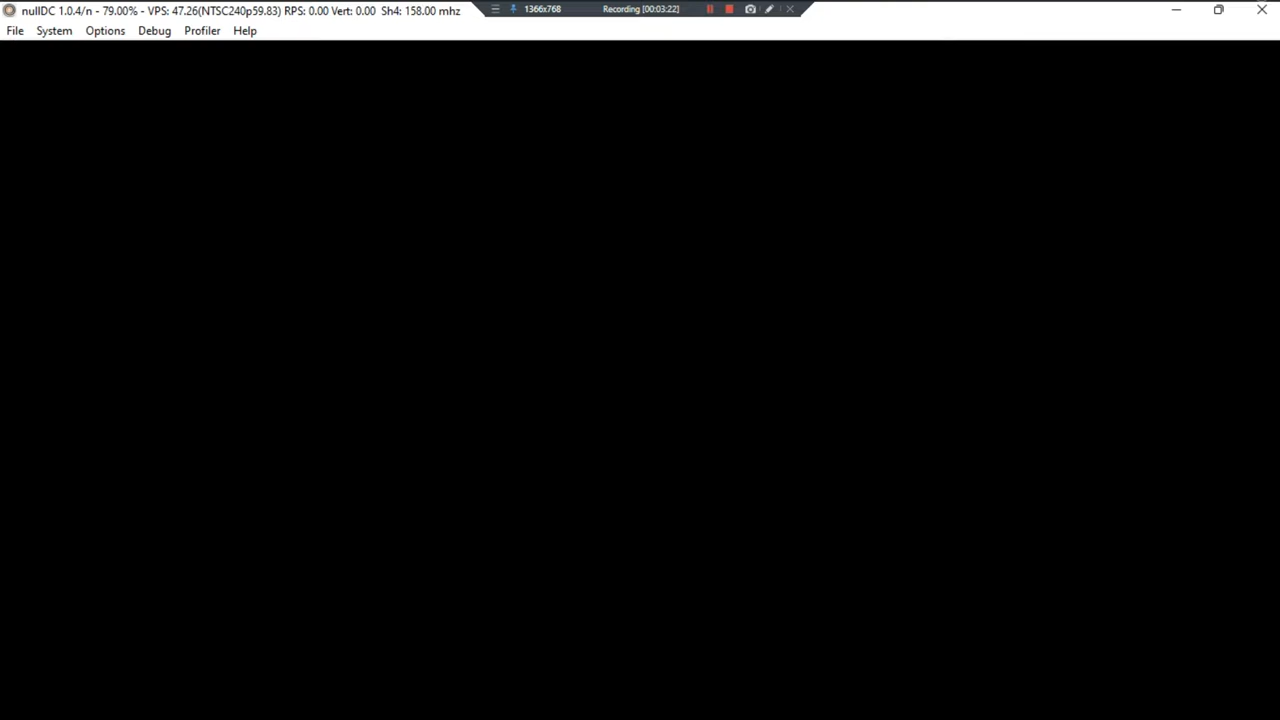 nullDC 1.0.4/n - 79.00% - VPS: 47.26(NTSC240p59.83) RPS: 0.00 Vert: 0.00 Sh4: 158.00 mhz
1366x768 Recording [00:03:22]
File System Options Debug Profiler Help